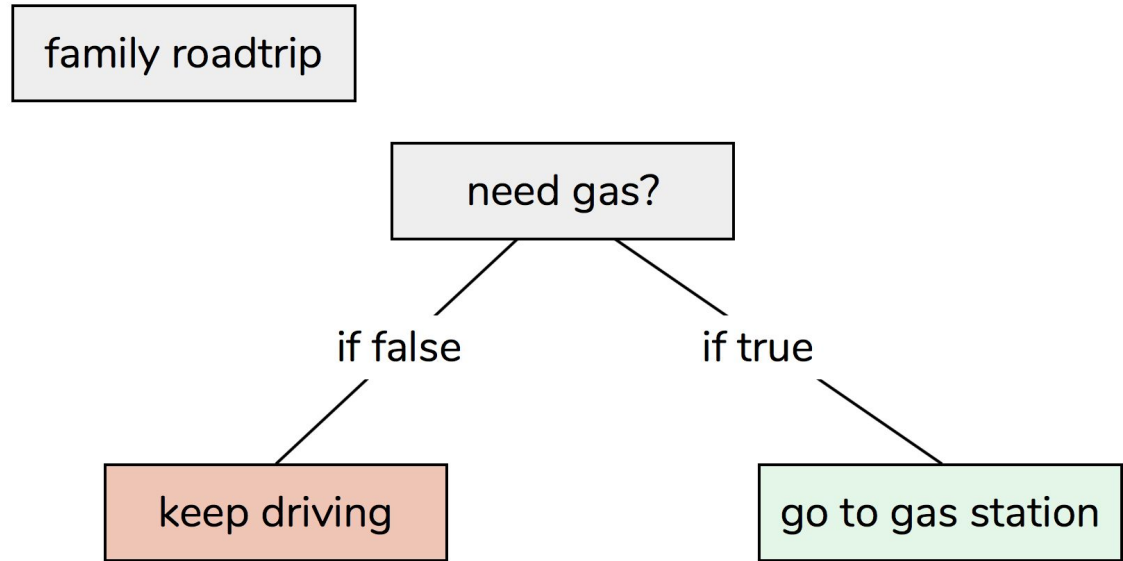 family roadtrip
need gas?
if false
if true
keep driving
go to gas station